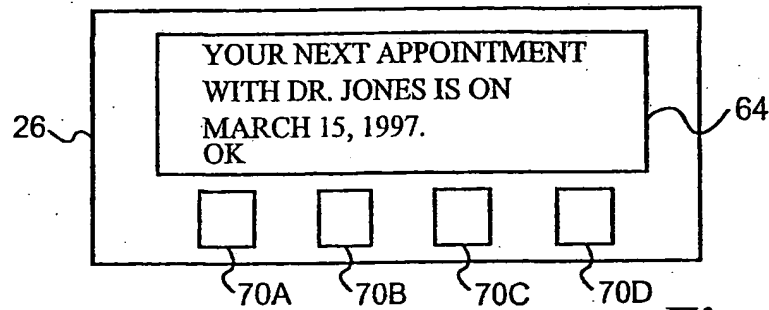 YOUR NEXT APPOINTMENT
WITH DR. JONES IS ON
MARCH 15, 1997.
OK
26
64
70A
70B
70C
70D